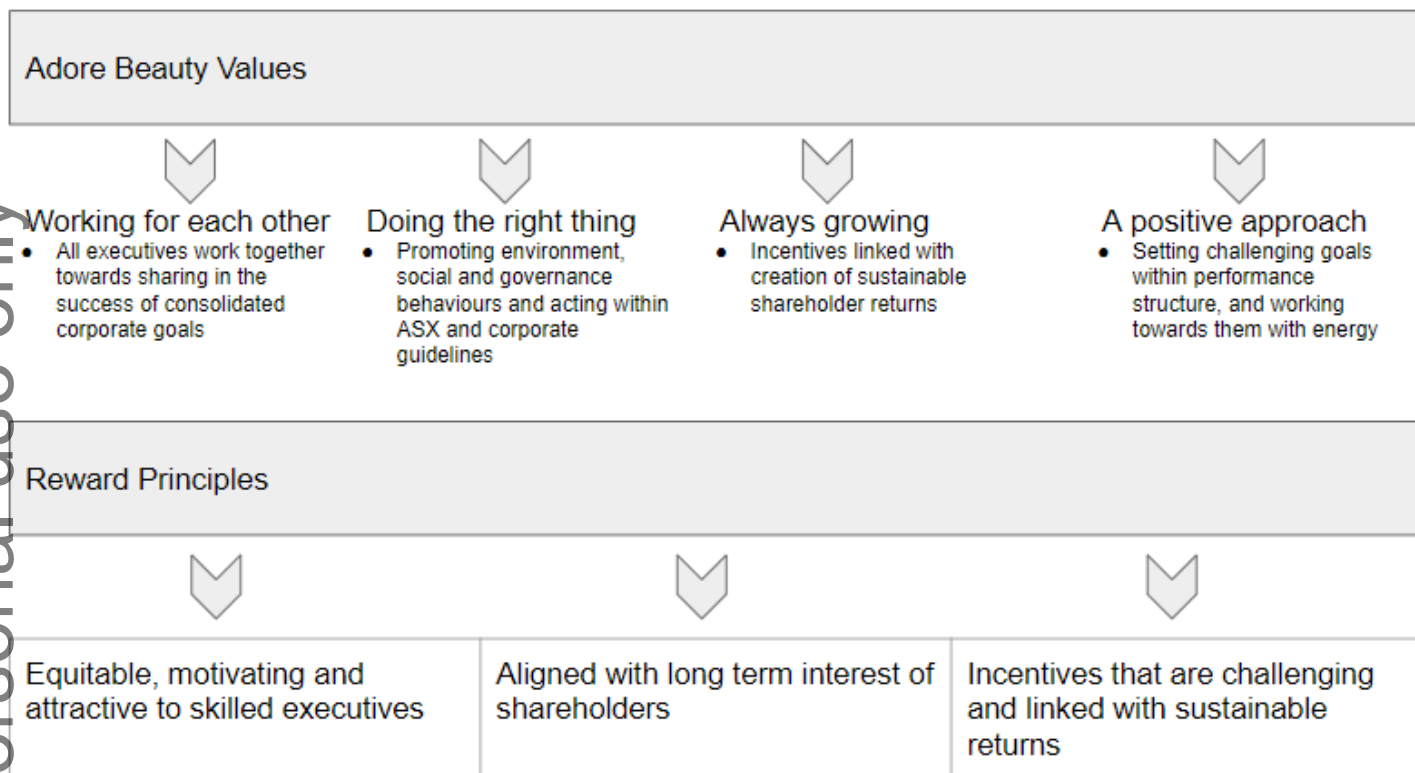 Adore Beauty Values
Working for each other
● All executives work together
towards sharing in the
success of consolidated
corporate goals
Doing the right thing
● Promoting environment,
social and governance
behaviours and acting within
ASX and corporate
guidelines
Always growing
● Incentives linked with
creation of sustainable
shareholder returns
A positive approach
● Setting challenging goals
within performance
structure, and working
towards them with energy
Reward Principles
Equitable, motivating and
attractive to skilled executives
Aligned with long term interest of
shareholders
Incentives that are challenging
and linked with sustainable
returns